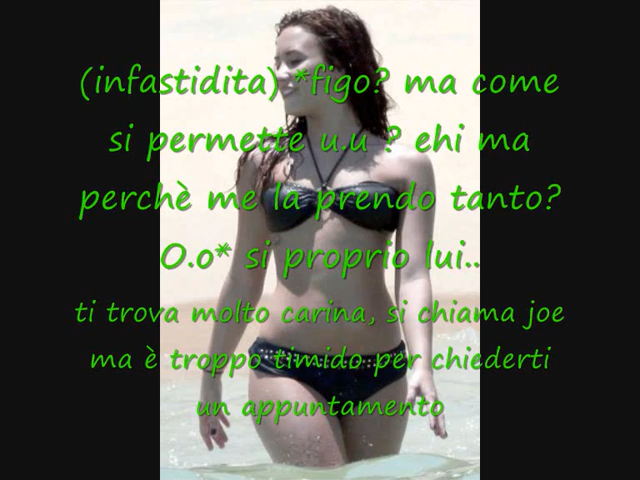 (infastidita) *figo? ma come
si permette u.u ? ehi ma
perchè me la prendo tanto?
O.o* si proprio lui..
ti trova molto carina, si chiama joe
ma è troppo timido per chiederti
un appuntamento